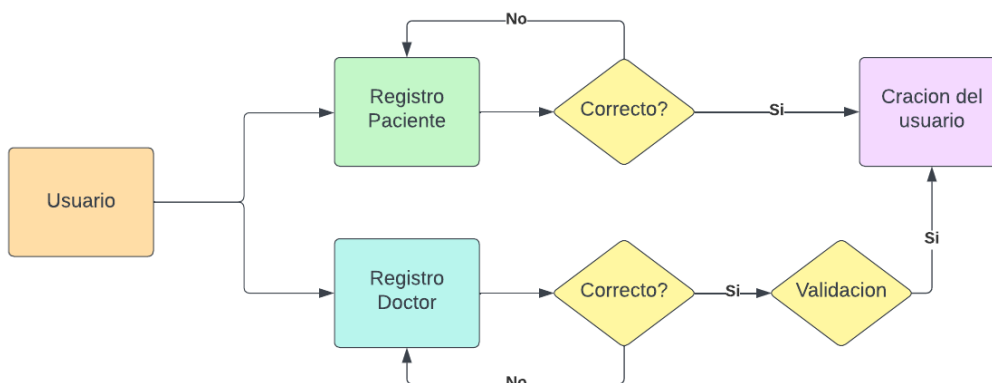 No
Registro
Paciente
Correcto?
Si
Cracion del
usuario
Usuario
Si
Registro
Doctor
Correcto?
Si
Validacion
No